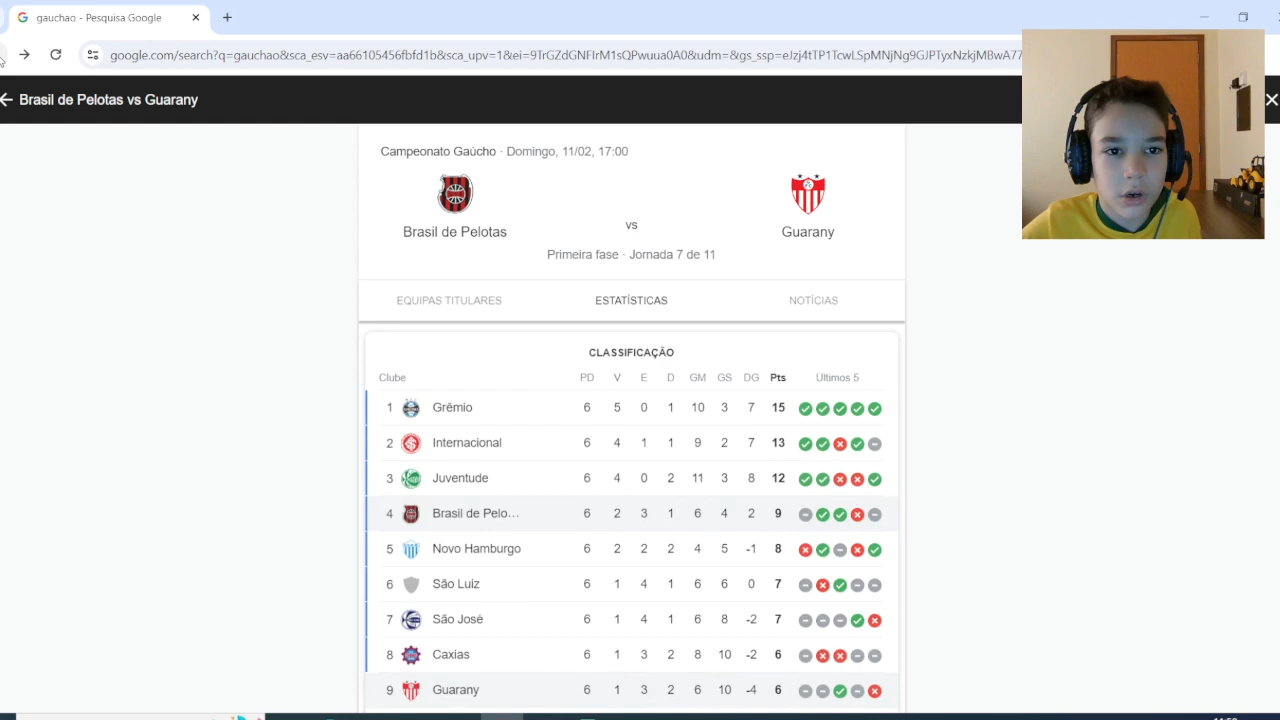 gauchao - Pesquisa Google
google.com/search?q=gauchao&sca_esv=aa66105456fbfd1b&sca_upv=1&ei=9TrGZdGNFIrM1sQPwuua0A0&udm=&gs_ssp=eJzj4tTP1TcwLSpMNjNg9GJPTyxNzkjMBwA77
Brasil de Pelotas vs Guarany
Campeonato Gaúcho · Domingo, 11/02, 17:00
Brasil de Pelotas vs Guarany
Primeira fase · Jornada 7 de 11
EQUIPAS TITULARES ESTATÍSTICAS NOTÍCIAS
CLASSIFICAÇÃO
Clube PD V E D GM GS DG Pts Últimos 5
1 Grêmio 6 5 0 1 10 3 7 15
2 Internacional 6 4 1 1 9 2 7 13
3 Juventude 6 4 0 2 11 3 8 12
4 Brasil de Pelo... 6 2 3 1 6 4 2 9
5 Novo Hamburgo 6 2 2 2 4 5 -1 8
6 São Luiz 6 1 4 1 6 6 0 7
7 São José 6 1 4 1 6 8 -2 7
8 Caxias 6 1 3 2 8 10 -2 6
9 Guarany 6 1 3 2 6 10 -4 6